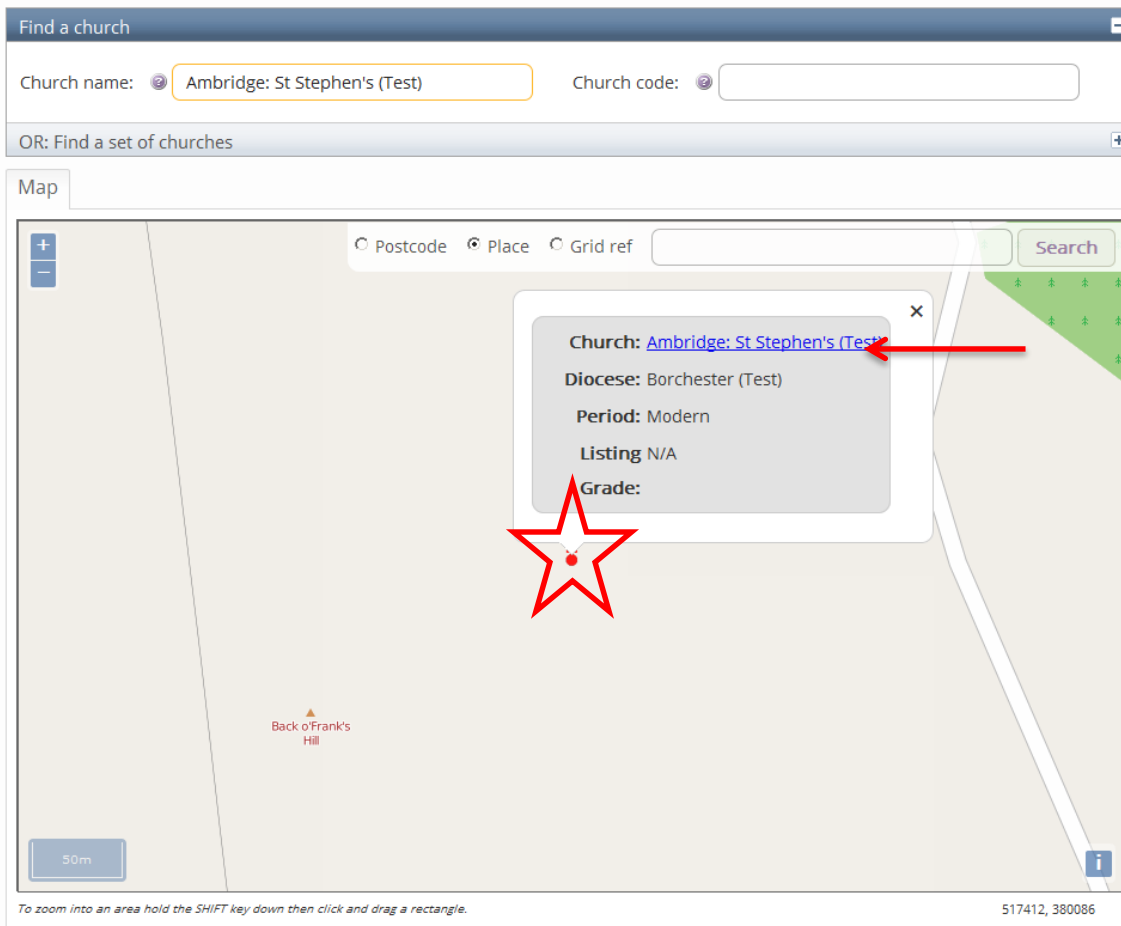 Find a church
Church name: Ambridge: St Stephen's (Test) Church code:
OR: Find a set of churches
Map
+
−
Postcode Place Grid ref Search
Church: Ambridge: St Stephen's (Test)
Diocese: Borchester (Test)
Period: Modern
Listing N/A
Grade:
Back o'Frank's
Hill
50m
i
To zoom into an area hold the SHIFT key down then click and drag a rectangle. 517412, 380086